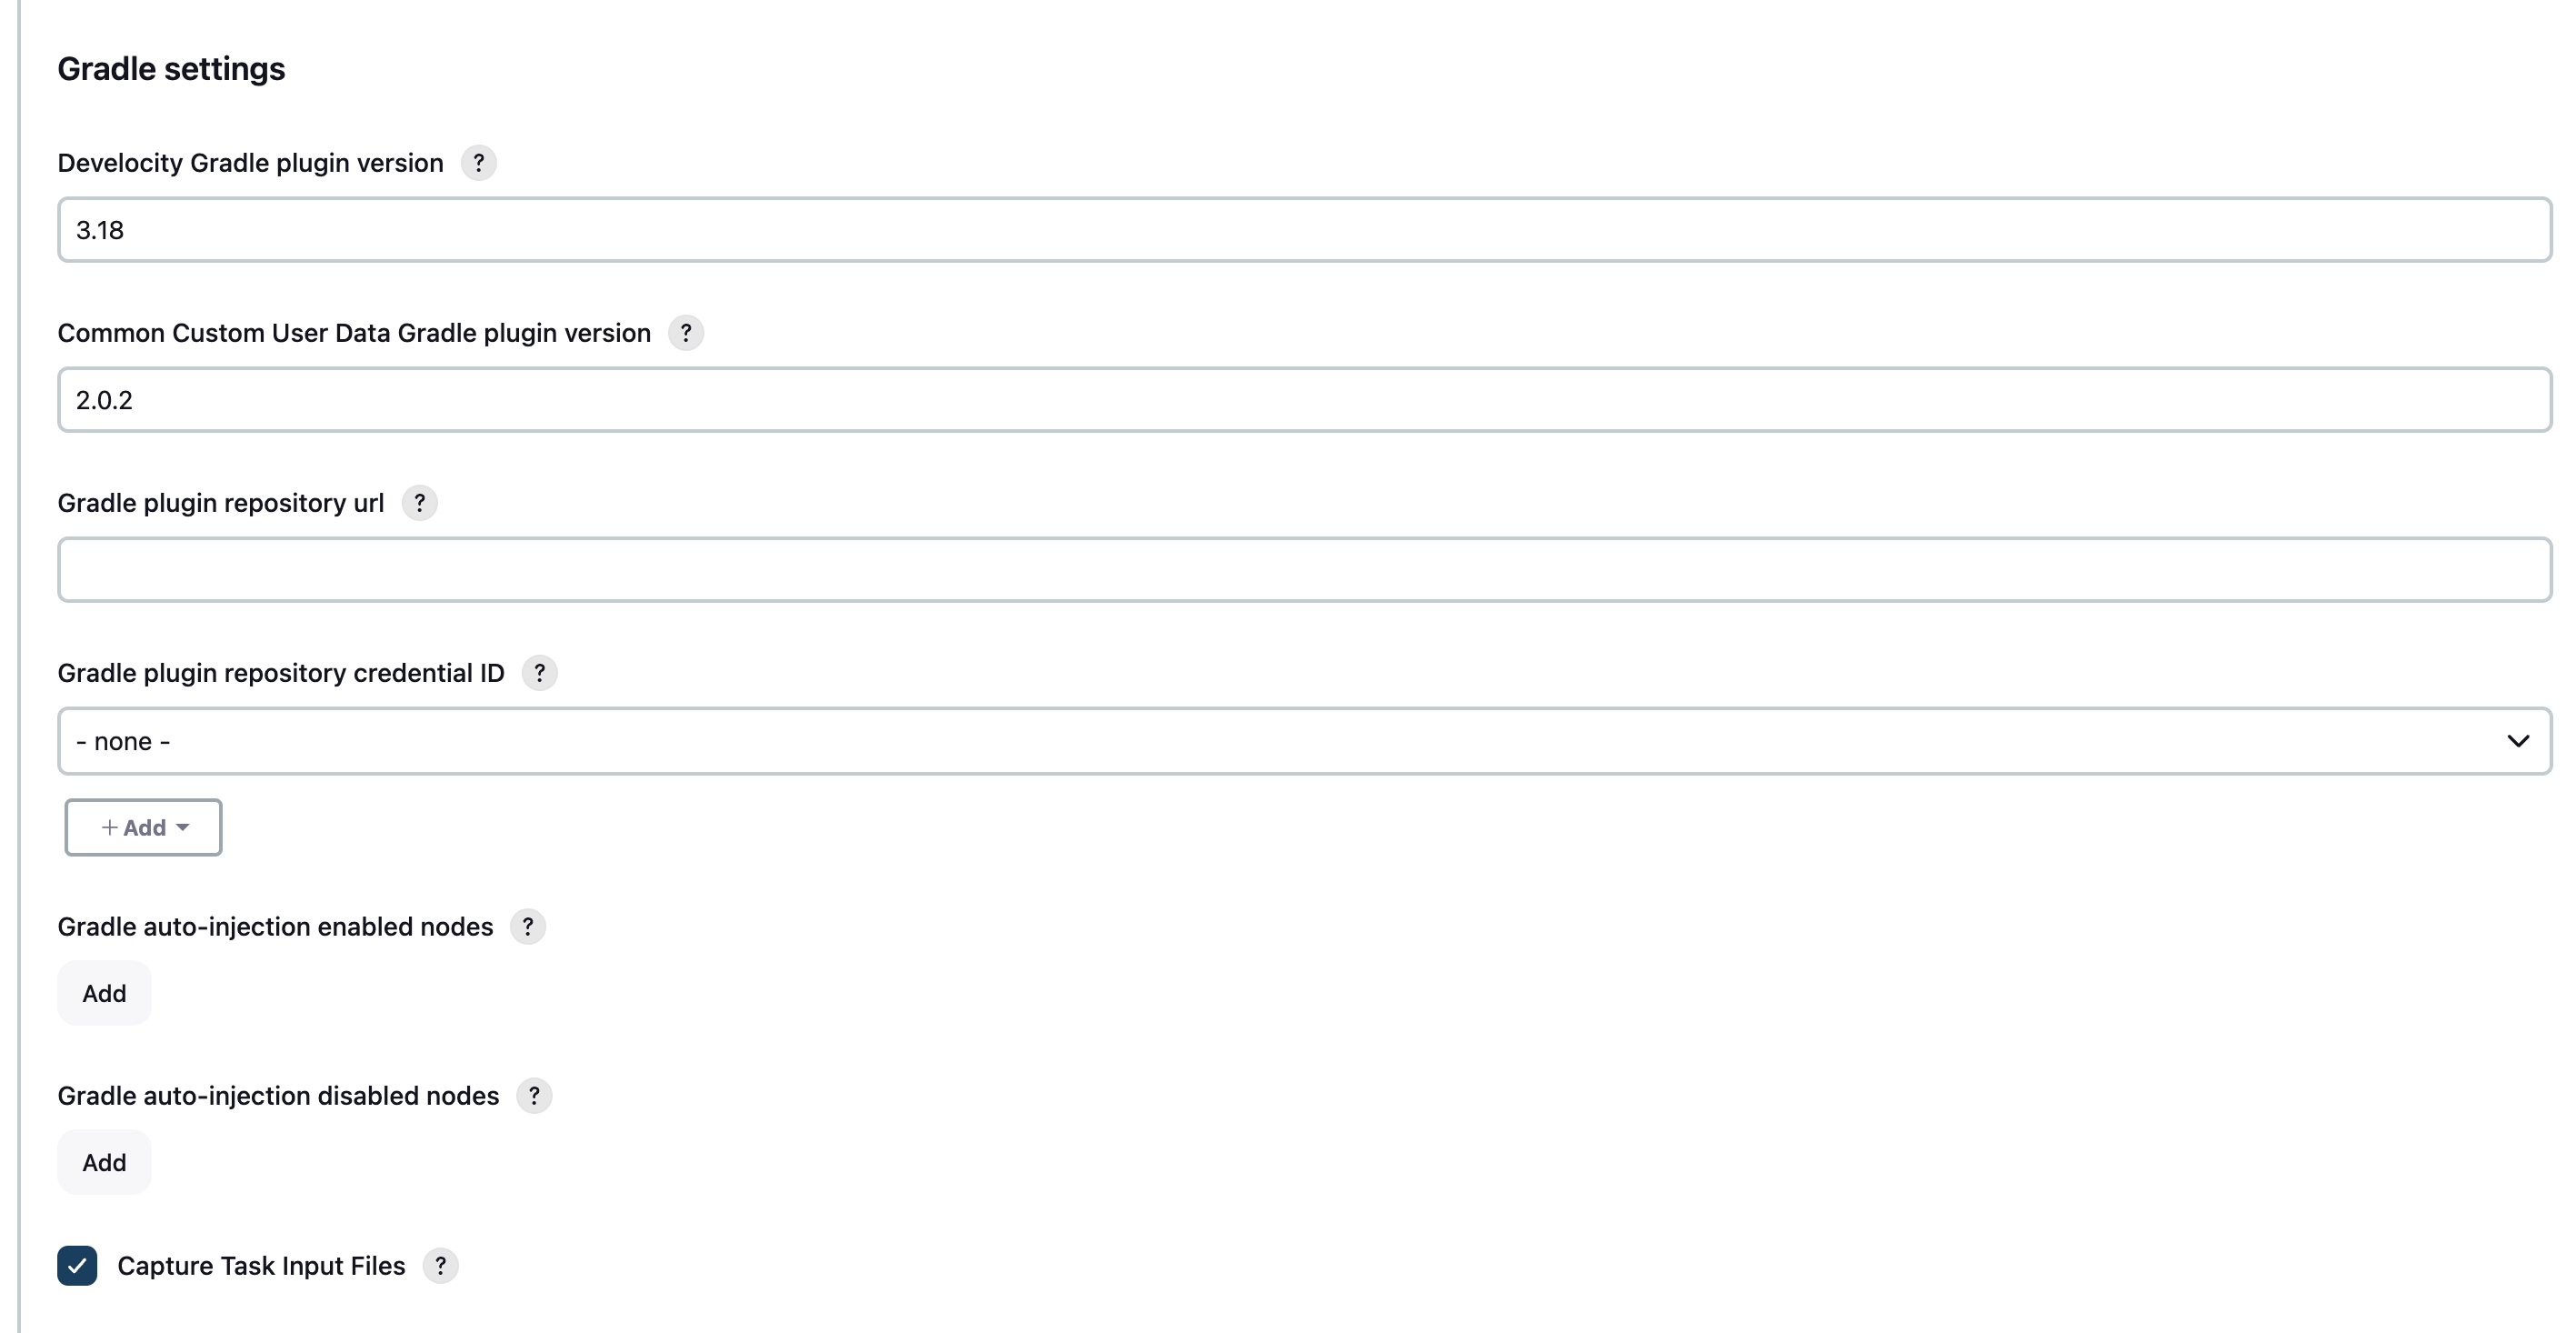 Gradle settings
Develocity Gradle plugin version ?
3.18
Common Custom User Data Gradle plugin version ?
2.0.2
Gradle plugin repository url ?
Gradle plugin repository credential ID ?
- none -
+ Add
Gradle auto-injection enabled nodes ?
Add
Gradle auto-injection disabled nodes ?
Add
Capture Task Input Files ?